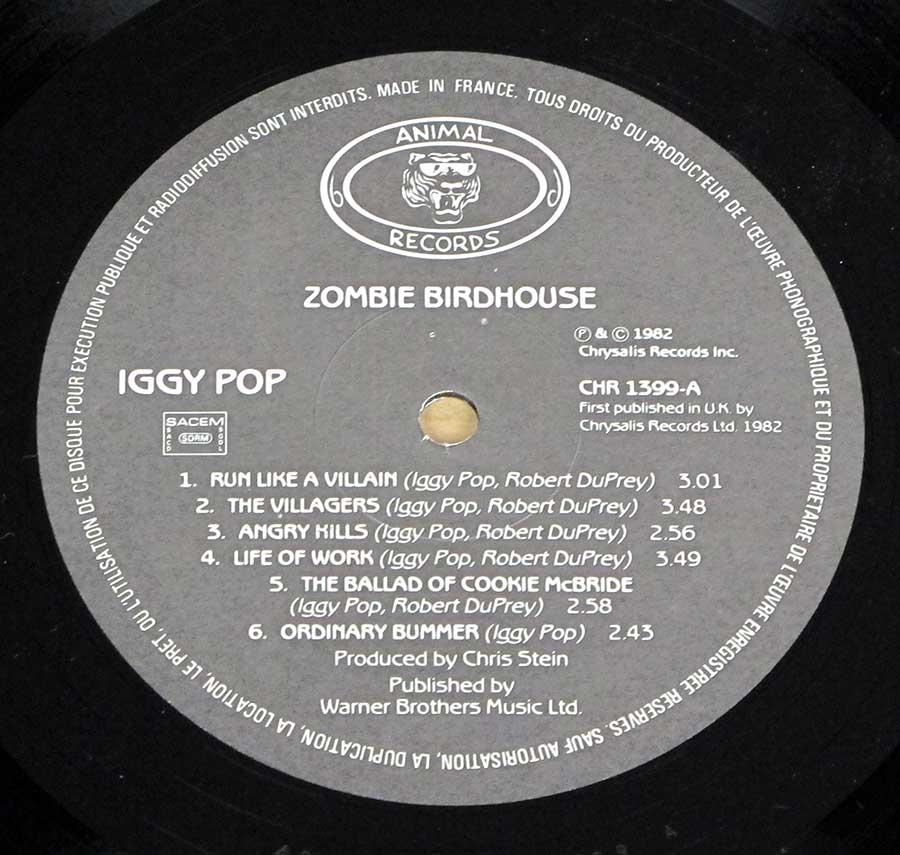 TOUS DROITS DU PRODUCTEUR DE L'ŒUVRE PHONOGRAPHIQUE ET DU PROPRIETAIRE DE L'ŒUVRE ENREGISTREE RESERVES. SAUF AUTORISATION, LA DUPLICATION, LA LOCATION, LE PRET, OU L'UTILISATION DE CE DISQUE POUR EXECUTION PUBLIQUE ET RADIODIFFUSION SONT INTERDITS. MADE IN FRANCE.
ANIMAL
RECORDS
ZOMBIE BIRDHOUSE
℗ & © 1982
Chrysalis Records Inc.
IGGY POP
CHR 1399-A
First published in U.K. by
Chrysalis Records Ltd. 1982
SACEM
SACD SDRM SGDL
1. RUN LIKE A VILLAIN (Iggy Pop, Robert DuPrey) 3.01
2. THE VILLAGERS (Iggy Pop, Robert DuPrey) 3.48
3. ANGRY HILLS (Iggy Pop, Robert DuPrey) 2.56
4. LIFE OF WORK (Iggy Pop, Robert DuPrey) 3.49
5. THE BALLAD OF COOKIE McBRIDE
(Iggy Pop, Robert DuPrey) 2.58
6. ORDINARY BUMMER (Iggy Pop) 2.43
Produced by Chris Stein
Published by
Warner Brothers Music Ltd.